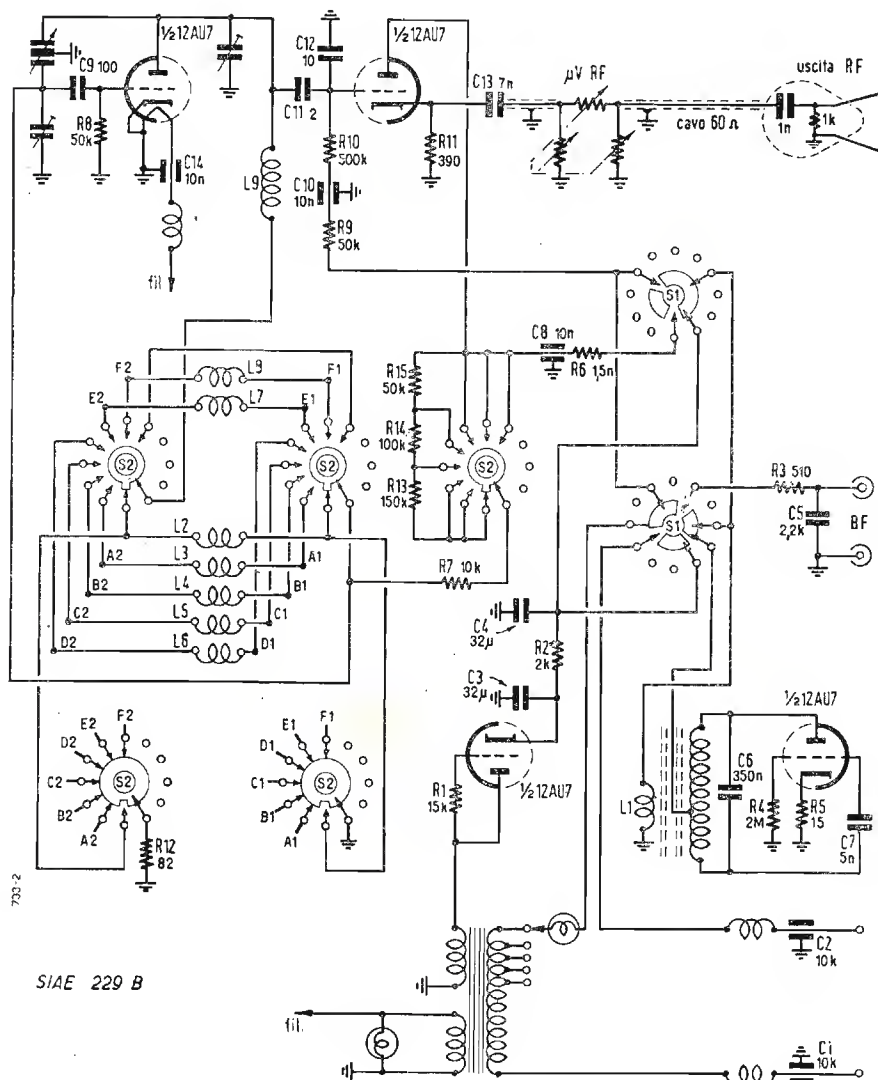 ½12AU7
½12AU7
C9 100
R8
50k
C14
10n
fil
L9
C12
10
C11 2
R10
500k
C10
10n
R9
50k
R11
390
C13 7n
µV RF
cavo 60 Ω
uscita RF
1n
1k
S1
C8 10n
R6 1,5n
F2
L8
F1
E2
L7
E1
S2
S2
R15
50k
R14
100k
R13
150k
S2
S1
R3 510
C5
2,2k
BF
L2
A2
L3
A1
B2
L4
B1
C2
L5
C1
D2
L6
D1
R7 10k
C4
32µ
R2
2k
C3
32µ
E2
F2
D2
C2
S2
B2
A2
R12
82
E1
F1
D1
C1
S2
B1
A1
R1
15k
½12AU7
½12AU7
L1
C6
350n
R4
2M
R5
15
C7
5n
C2
10k
733-2
SIAE 229 B
fil.
C1
10k